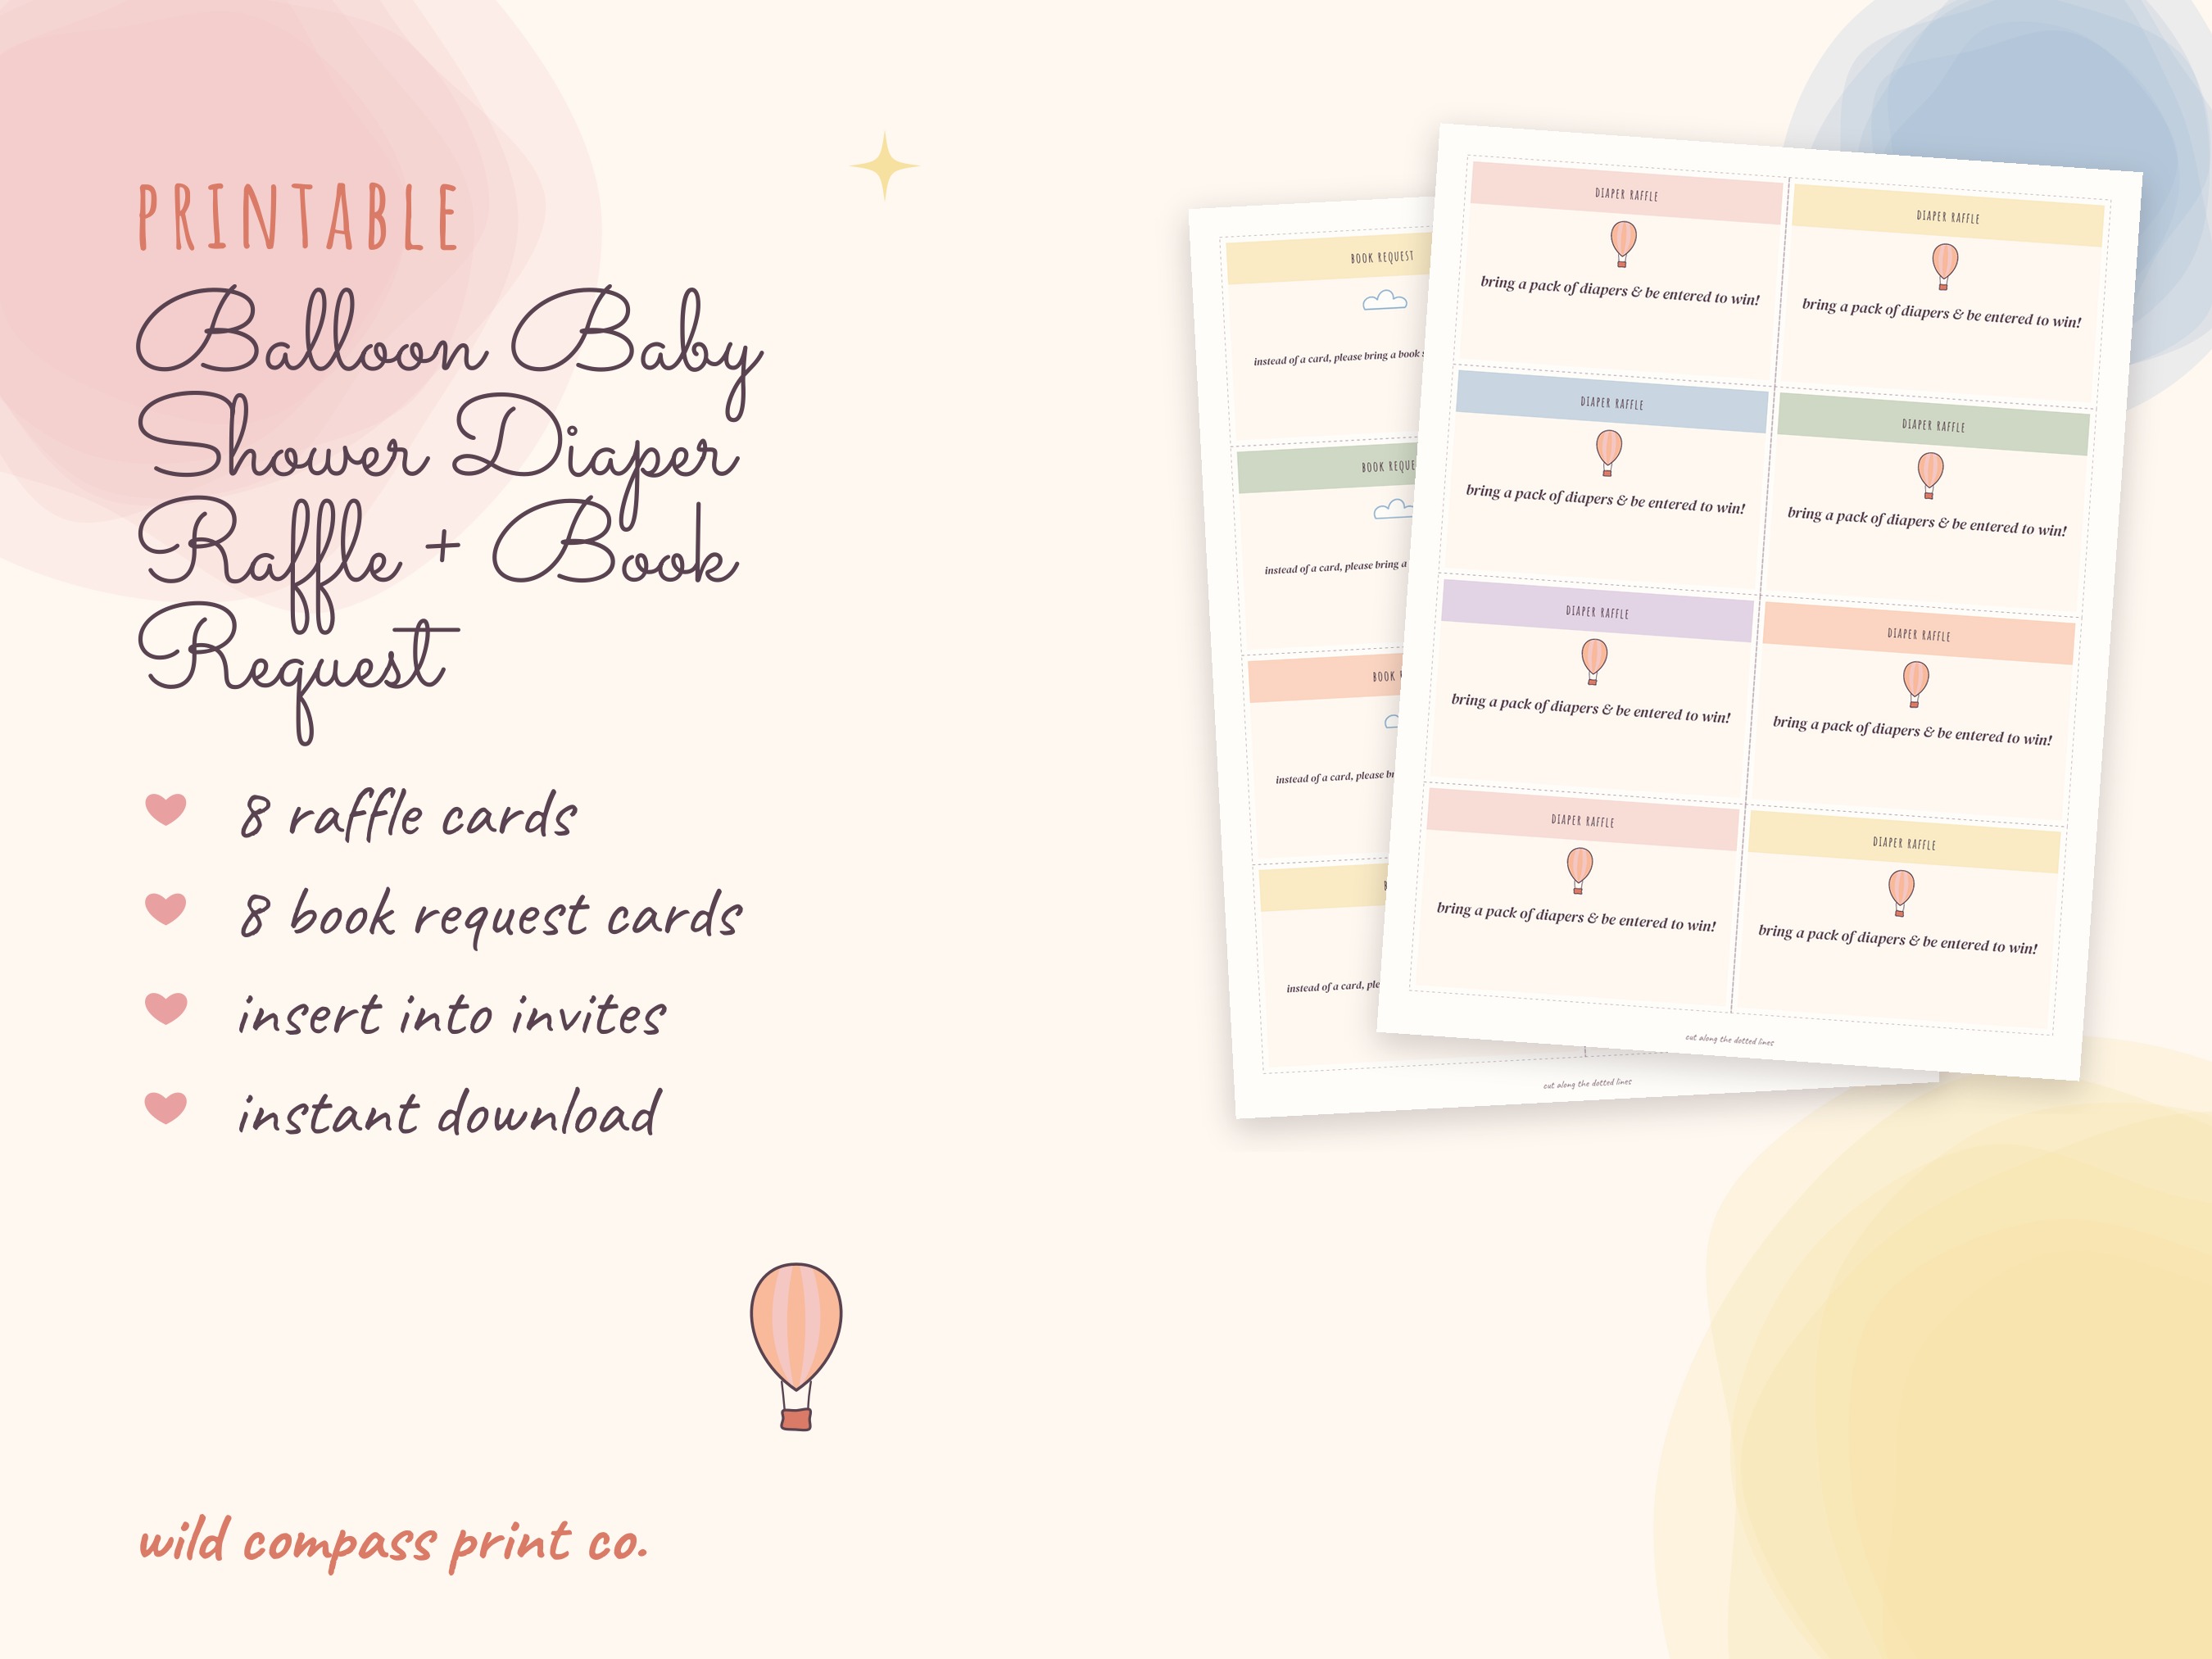 PRINTABLE
Balloon Baby
Shower Diaper
Raffle + Book
Request
8 raffle cards
8 book request cards
insert into invites
instant download
wild compass print co.
BOOK REQUEST
instead of a card, please bring a book
BOOK
instead of a card, please bring a
BOOK
instead of a card, please
instead of a card,
cut along the dotted lines
DIAPER RAFFLE
bring a pack of diapers & be entered to win!
DIAPER RAFFLE
bring a pack of diapers & be entered to win!
DIAPER RAFFLE
bring a pack of diapers & be entered to win!
DIAPER RAFFLE
bring a pack of diapers & be entered to win!
DIAPER RAFFLE
bring a pack of diapers & be entered to win!
DIAPER RAFFLE
bring a pack of diapers & be entered to win!
DIAPER RAFFLE
bring a pack of diapers & be entered to win!
DIAPER RAFFLE
bring a pack of diapers & be entered to win!
cut along the dotted lines